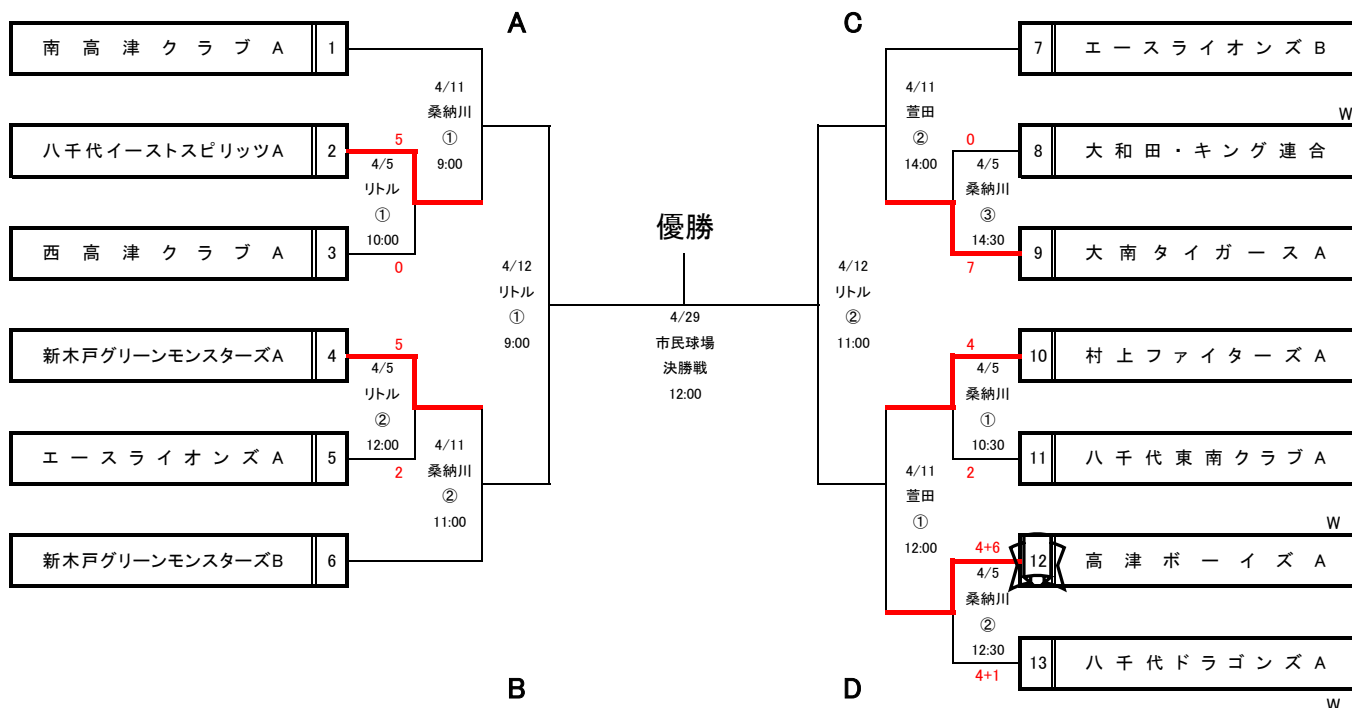 A
C
南高津クラブA 1
4/11
桑納川
①
9:00
八千代イーストスピリッツA 2
5
4/5
リトル
①
10:00
西高津クラブA 3
0
4/12
リトル
①
9:00
新木戸グリーンモンスターズA 4
5
4/5
リトル
②
12:00
エースライオンズA 5
2
4/11
桑納川
②
11:00
新木戸グリーンモンスターズB 6
B
優勝
4/29
市民球場
決勝戦
12:00
7 エースライオンズB
4/11
萱田
②
14:00
W
0
8 大和田・キング連合
4/5
桑納川
③
14:30
9 大南タイガースA
7
4/12
リトル
②
11:00
4
10 村上ファイターズA
4/5
桑納川
①
10:30
11 八千代東南クラブA
2
4/11
萱田
①
12:00
W
4+6
12 高津ボーイズA
4/5
桑納川
②
12:30
13 八千代ドラゴンズA
4+1
D
W